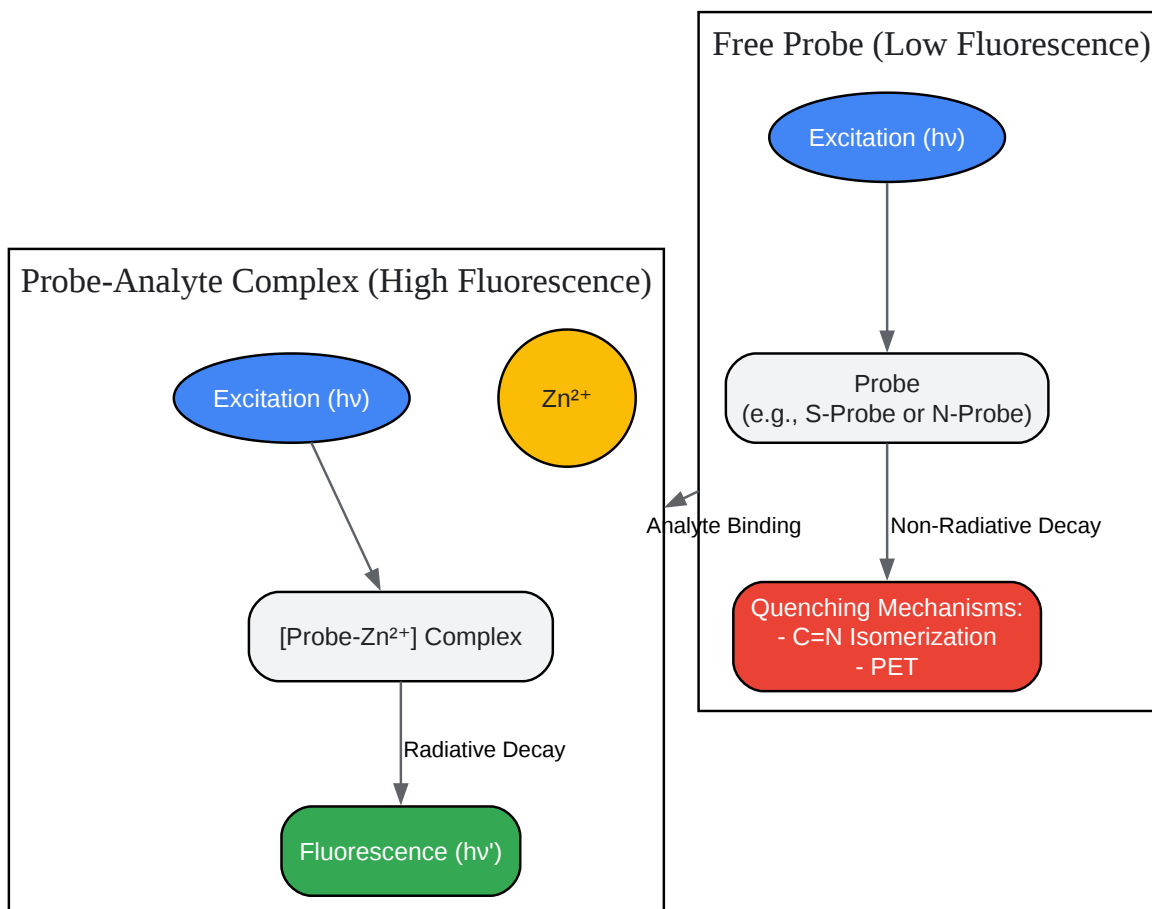 Free Probe (Low Fluorescence)
Excitation (hν)
Probe
(e.g., S-Probe or N-Probe)
Non-Radiative Decay
Quenching Mechanisms:
- C=N Isomerization
- PET
Analyte Binding
Probe-Analyte Complex (High Fluorescence)
Excitation (hν)
Zn²⁺
[Probe-Zn²⁺] Complex
Radiative Decay
Fluorescence (hν')